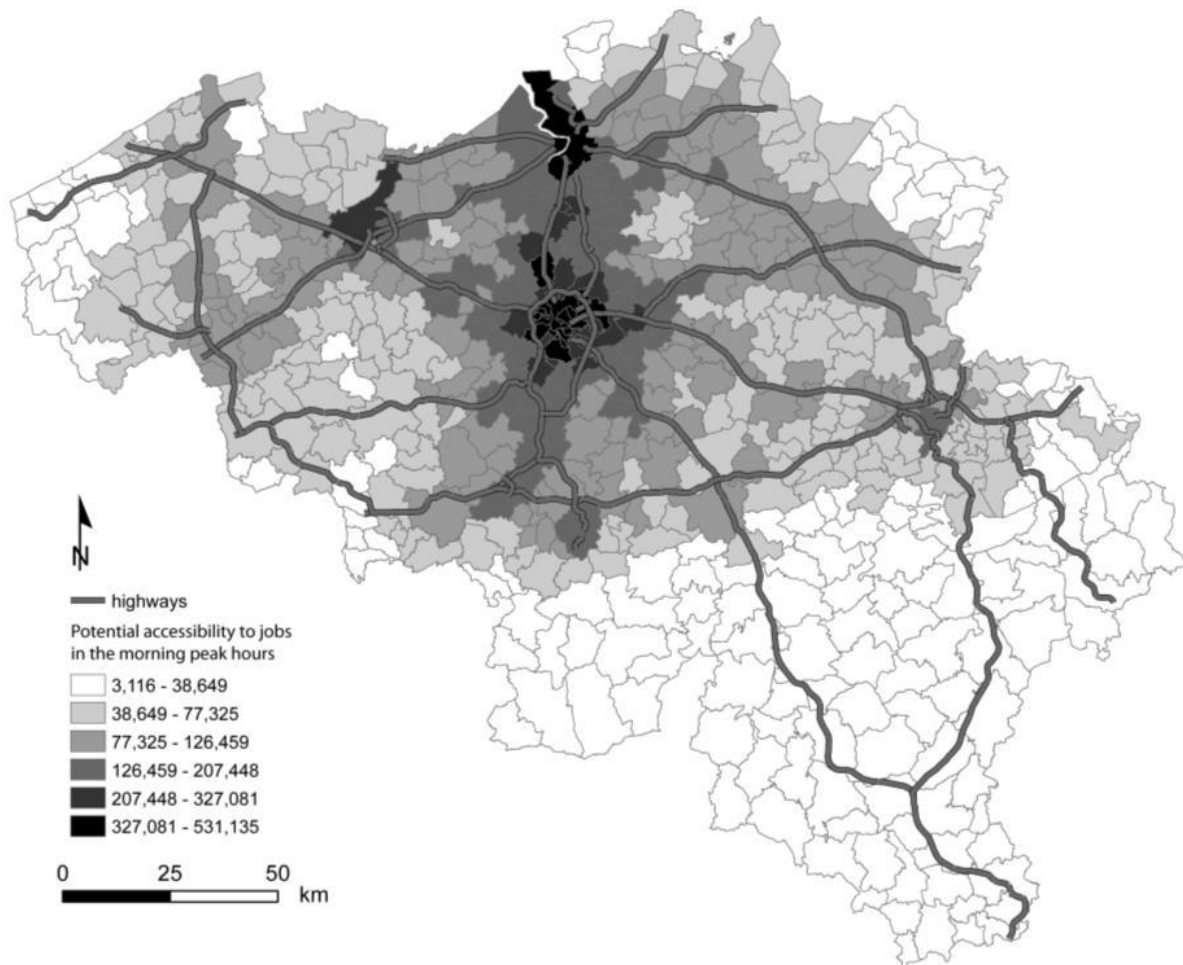 N
highways
Potential accessibility to jobs
in the morning peak hours
3,116 - 38,649
38,649 - 77,325
77,325 - 126,459
126,459 - 207,448
207,448 - 327,081
327,081 - 531,135
0 25 50
km